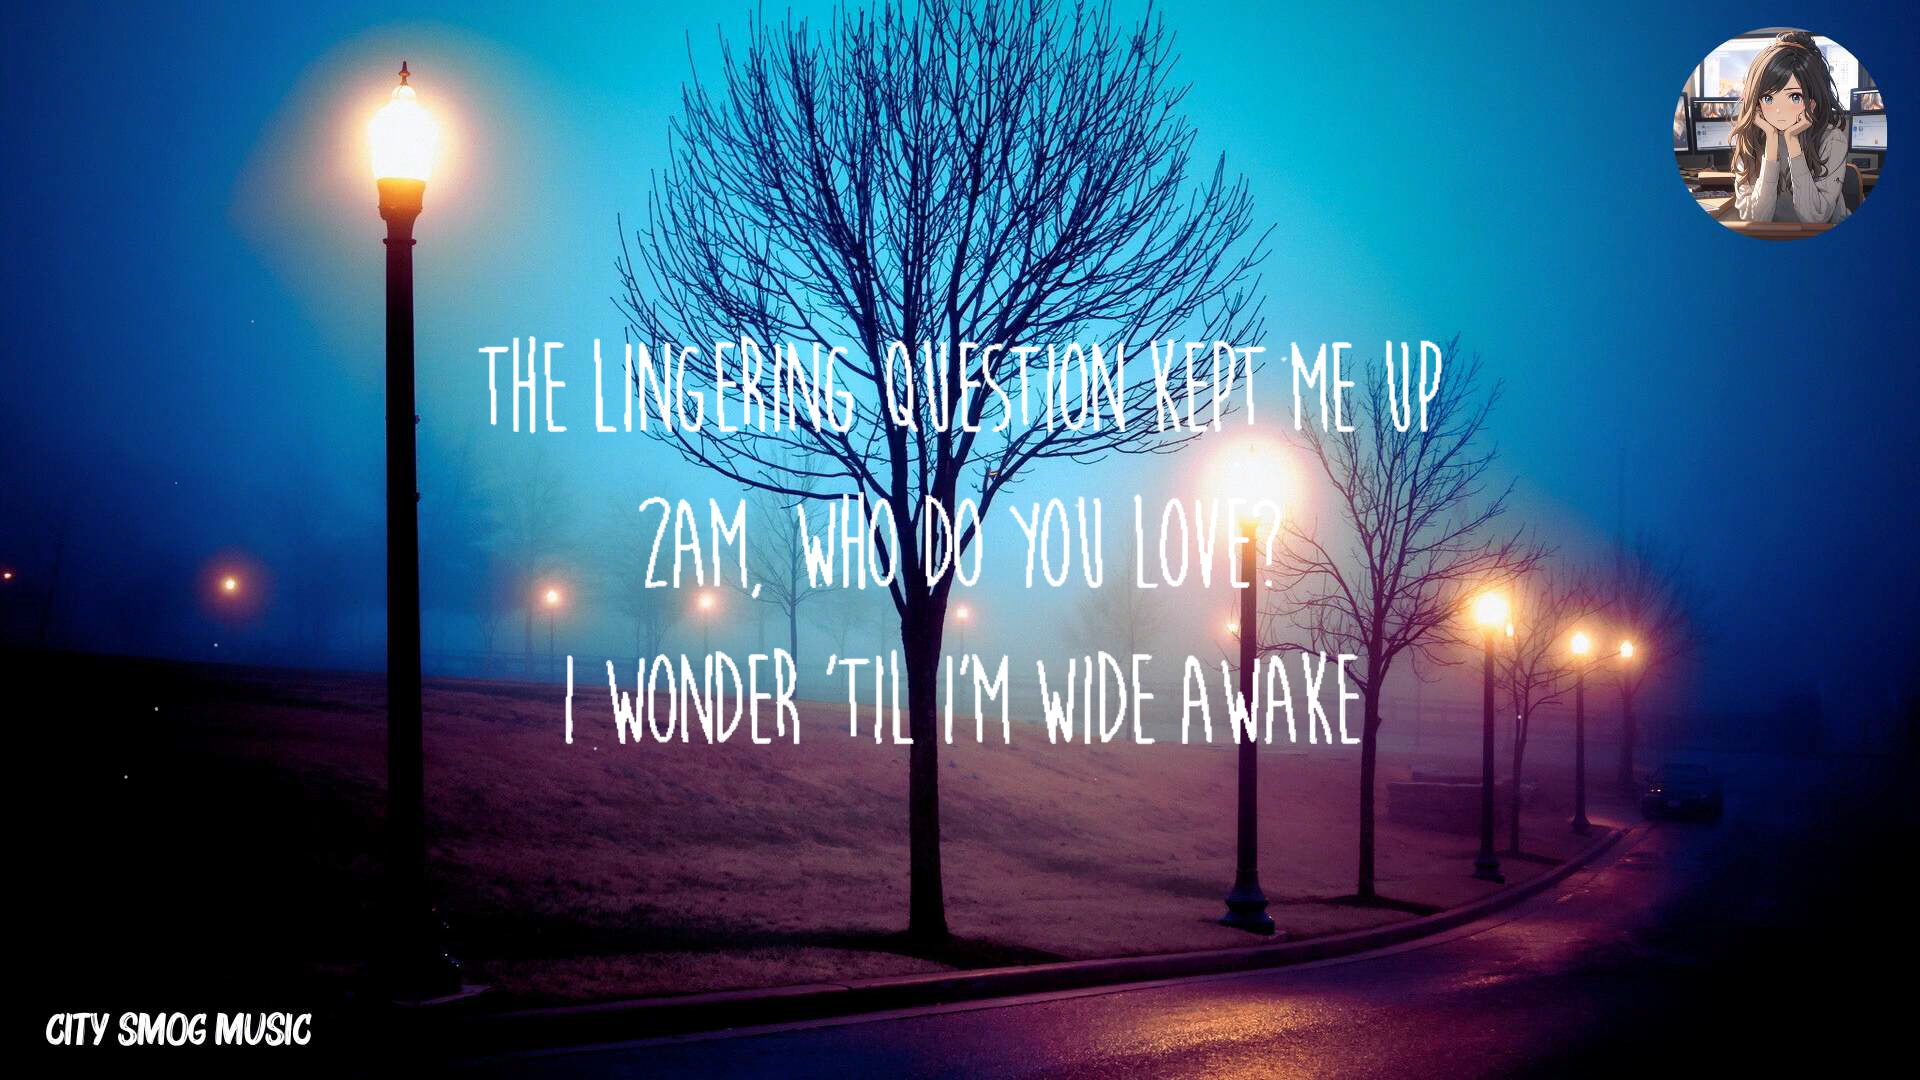 THE LINGERING QUESTION KEPT ME UP
2AM, WHO DO YOU LOVE?
I WONDER 'TIL I'M WIDE AWAKE
CITY SMOG MUSIC